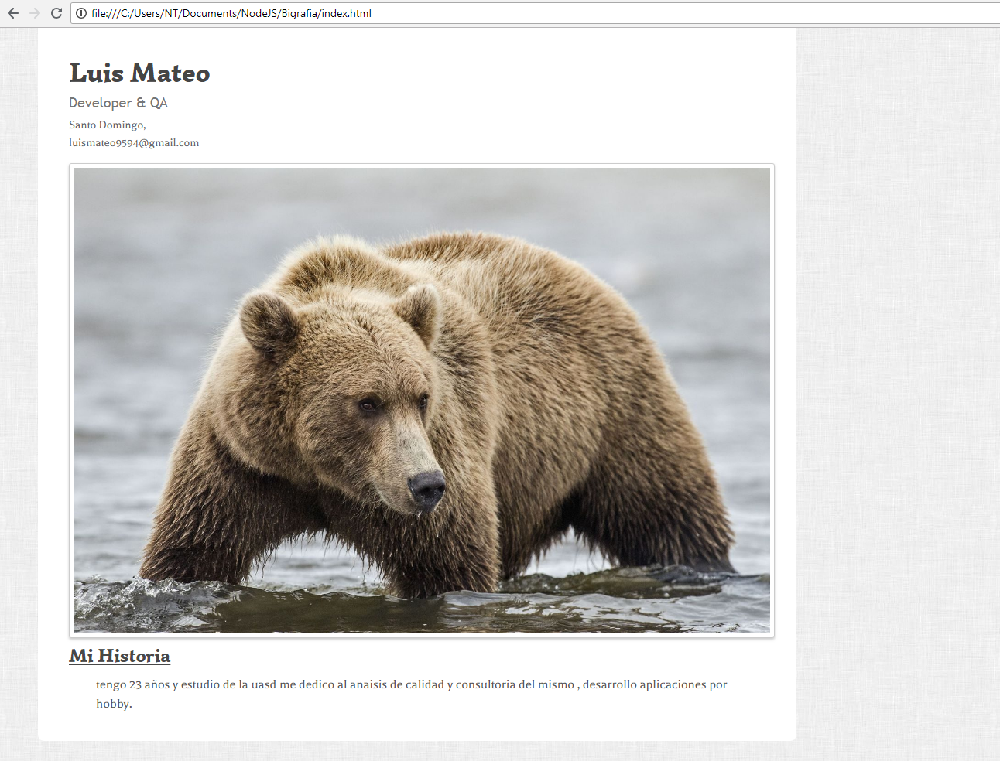 file:///C:/Users/NT/Documents/NodeJS/Bigrafia/index.html
Luis Mateo
Developer & QA
Santo Domingo,
luismateo9594@gmail.com
Mi Historia
tengo 23 años y estudio de la uasd me dedico al anaisis de calidad y consultoria del mismo , desarrollo aplicaciones por
hobby.